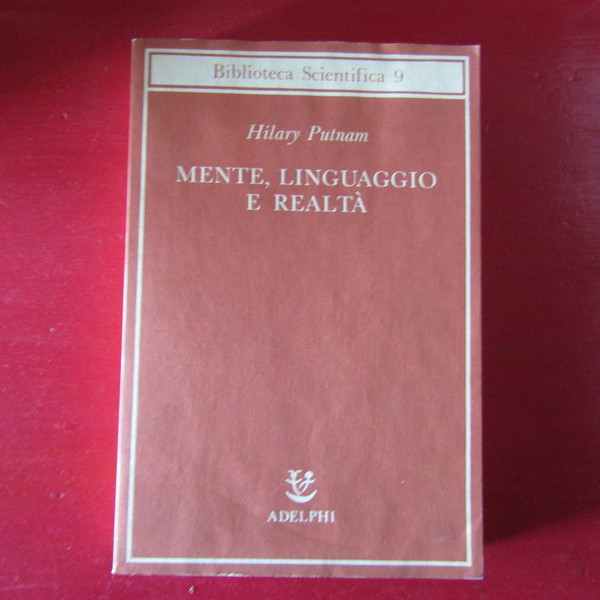 Biblioteca Scientifica 9
Hilary Putnam
MENTE, LINGUAGGIO
E REALTÀ
ADELPHI